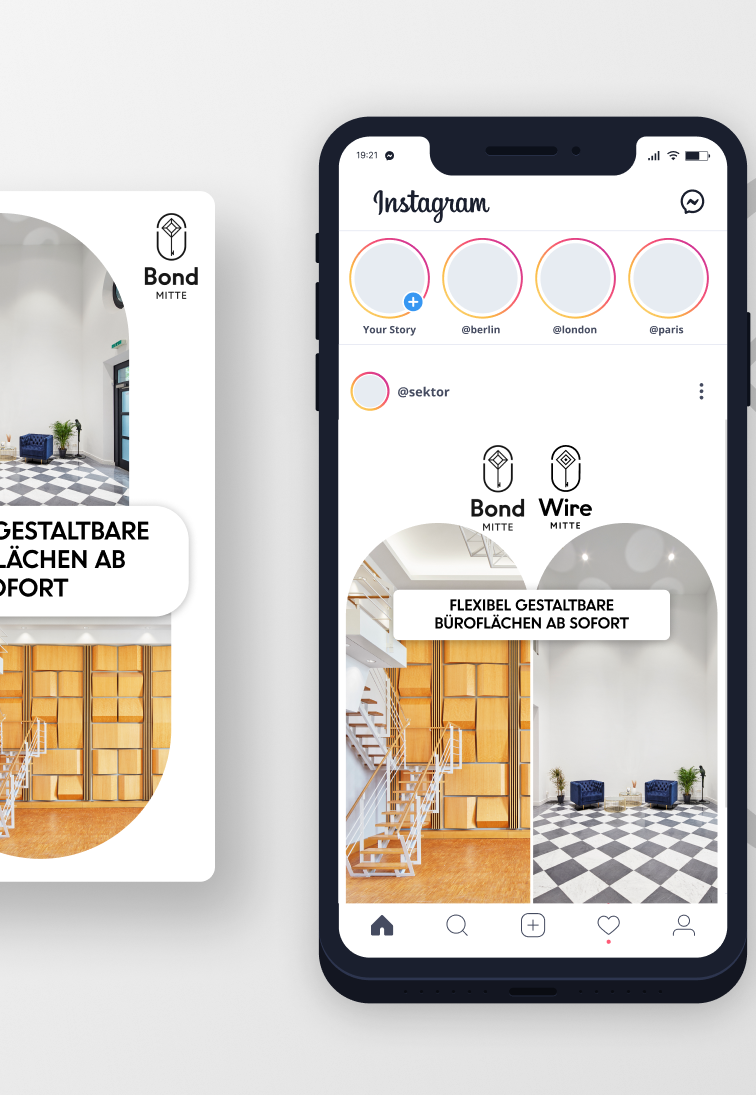 Bond
MITTE
GESTALTBARE
LÄCHEN AB
OFORT
19:21
Instagram
Your Story
@berlin
@london
@paris
@sektor
Bond
MITTE
Wire
MITTE
FLEXIBEL GESTALTBARE
BÜROFLÄCHEN AB SOFORT